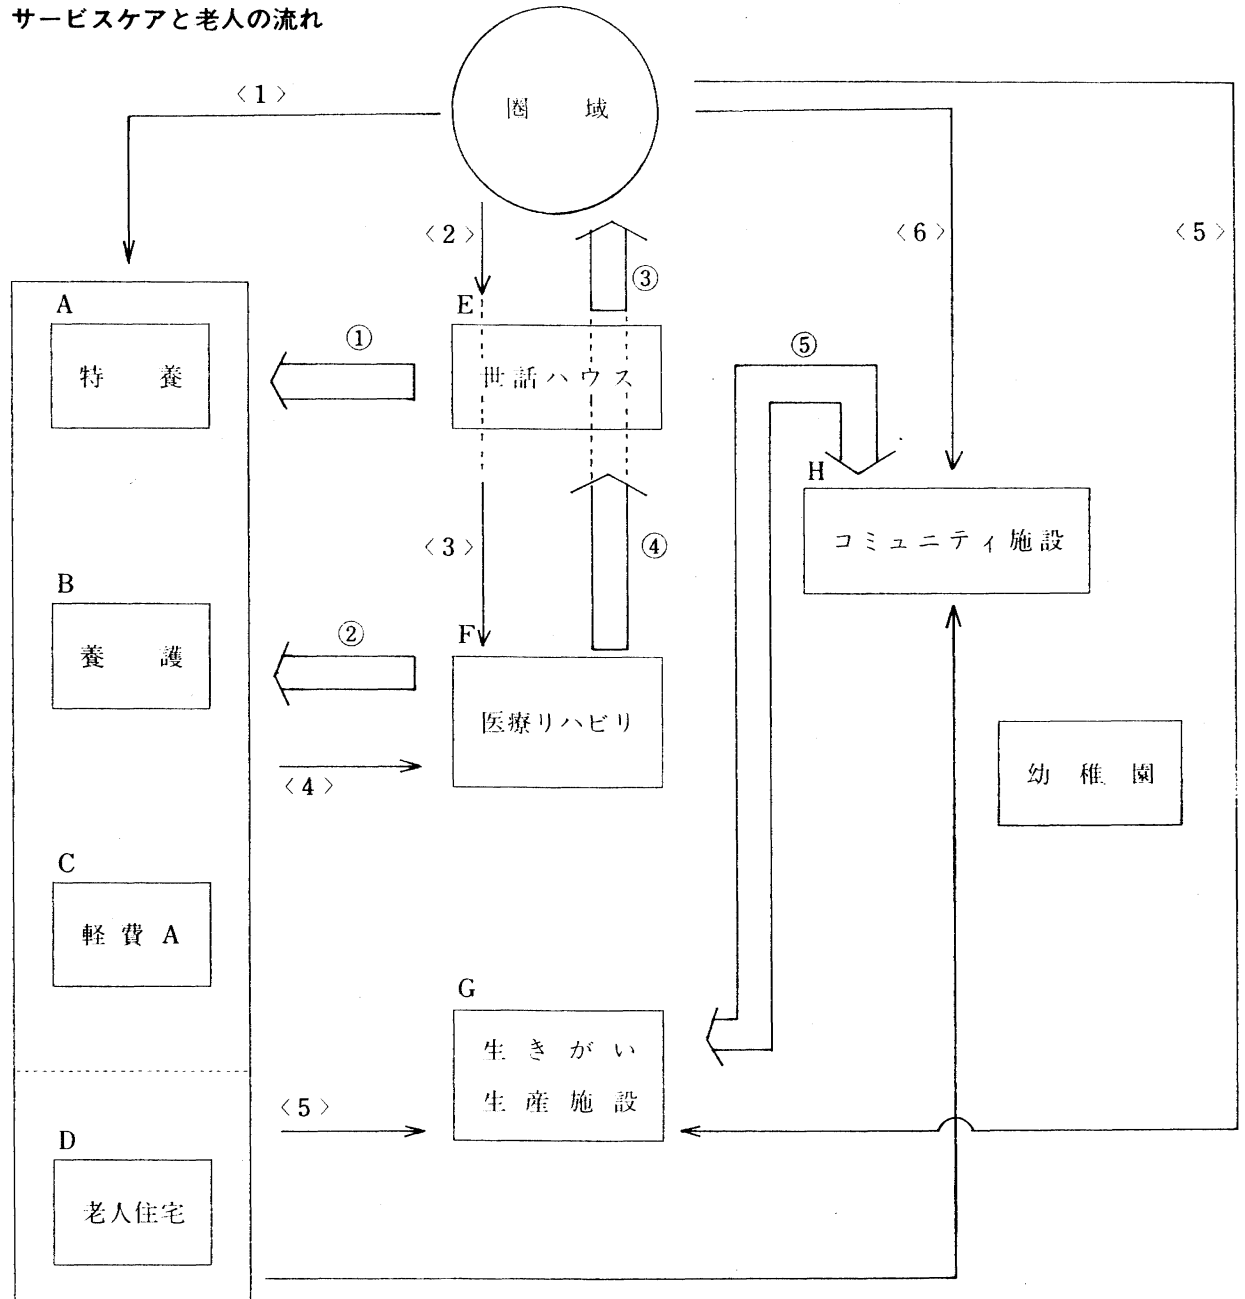 サービスケアと老人の流れ
圏域
〈1〉
〈2〉
〈6〉
〈5〉
③
A
特養
①
E
世話ハウス
⑤
H
コミュニティ施設
〈3〉
④
B
養護
②
F
医療リハビリ
〈4〉
幼稚園
C
軽費A
G
生きがい
生産施設
〈5〉
D
老人住宅